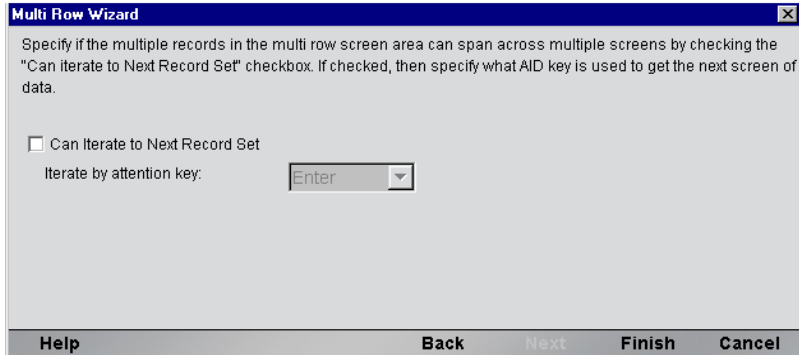 Multi Row Wizard
Specify if the multiple records in the multi row screen area can span across multiple screens by checking the
"Can iterate to Next Record Set" checkbox. If checked, then specify what AID key is used to get the next screen of
data.
Can Iterate to Next Record Set
Iterate by attention key: Enter
Help Back Next Finish Cancel